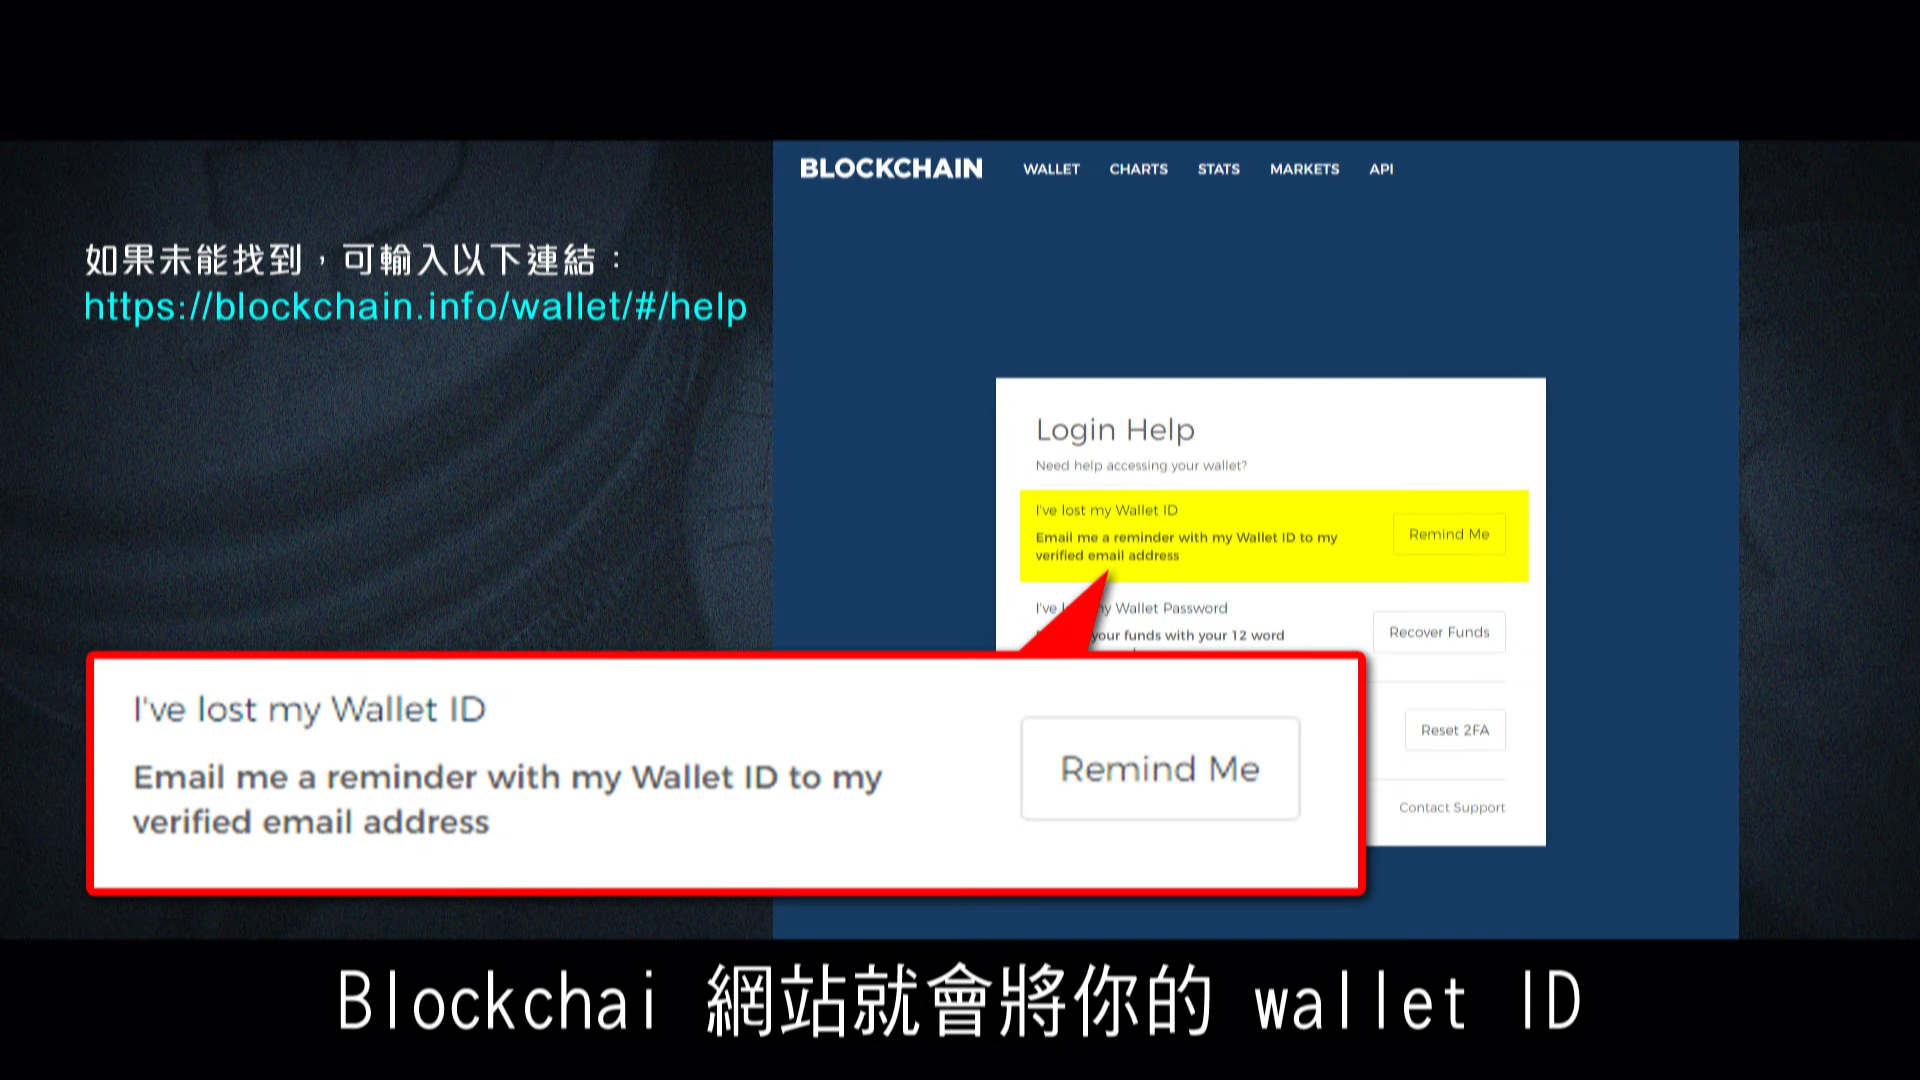 BLOCKCHAIN WALLET CHARTS STATS MARKETS API
如果未能找到，可輸入以下連結：
https://blockchain.info/wallet/#/help
Login Help
Need help accessing your wallet?
I've lost my Wallet ID
Email me a reminder with my Wallet ID to my
verified email address
Remind Me
I've my Wallet Password
your funds with your 12 word
Recover Funds
Reset 2FA
Contact Support
I've lost my Wallet ID
Email me a reminder with my Wallet ID to my
verified email address
Remind Me
Blockchai 網站就會將你的 wallet ID